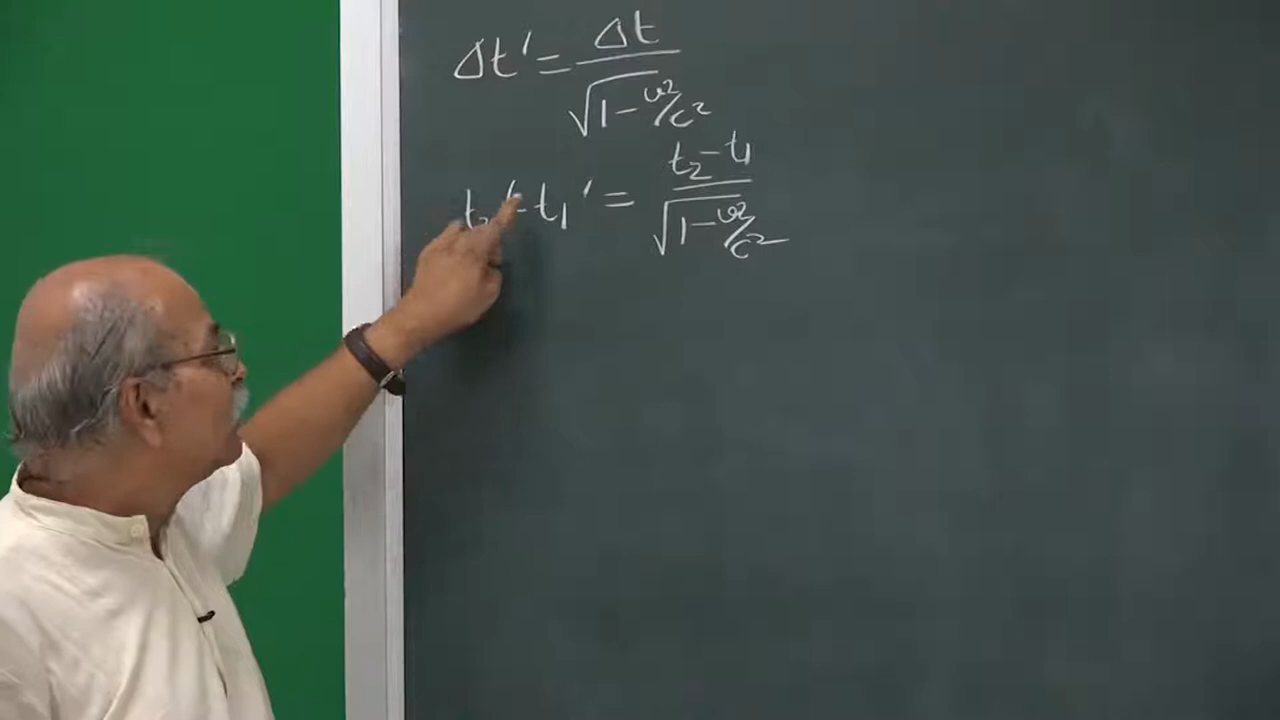 Δt' = Δt / √(1 - v²/c²)
t₂' - t₁' = t₂ - t₁ / √(1 - v²/c²)